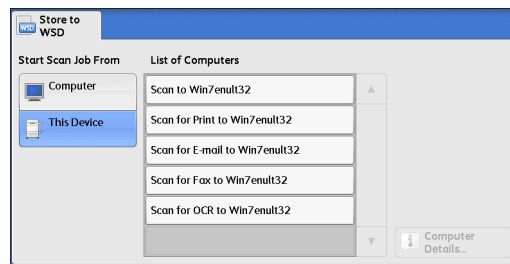 Store to
WSD
WSD
Start Scan Job From
List of Computers
Computer
This Device
Scan to Win7enult32
Scan for Print to Win7enult32
Scan for E-mail to Win7enult32
Scan for Fax to Win7enult32
Scan for OCR to Win7enult32
Computer
Details...